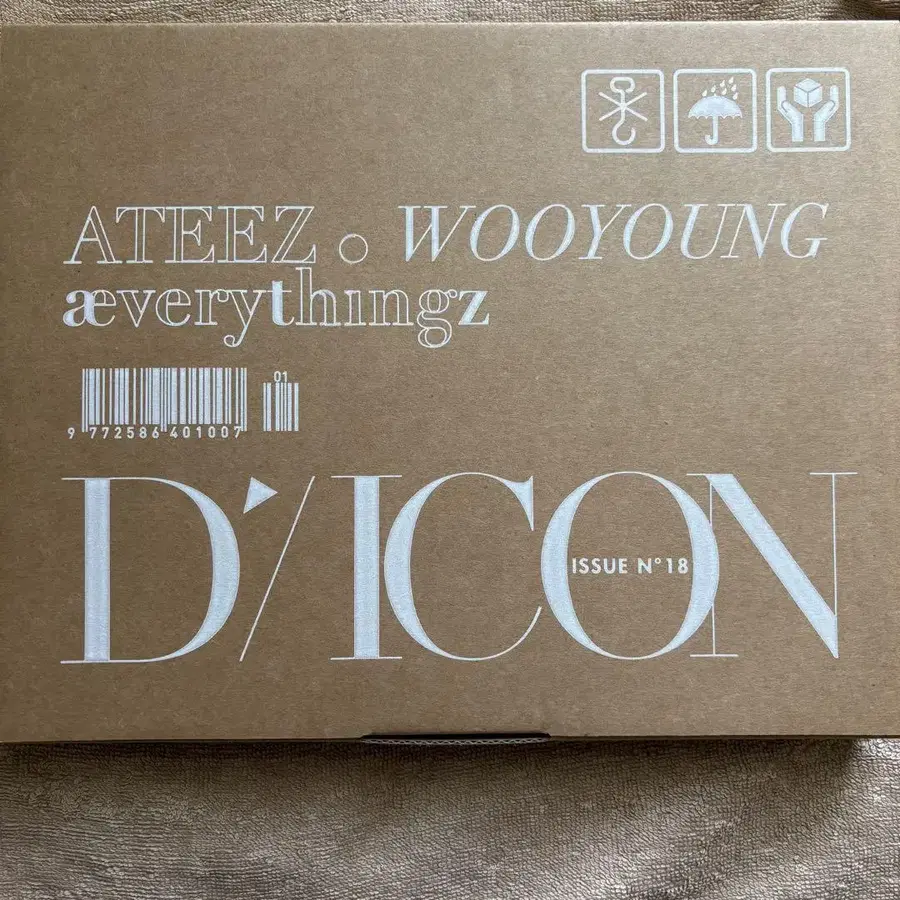 ATEEZ . WOOYOUNG
æverythingz
01
9 772586 401007
D'/ICON
ISSUE N°18